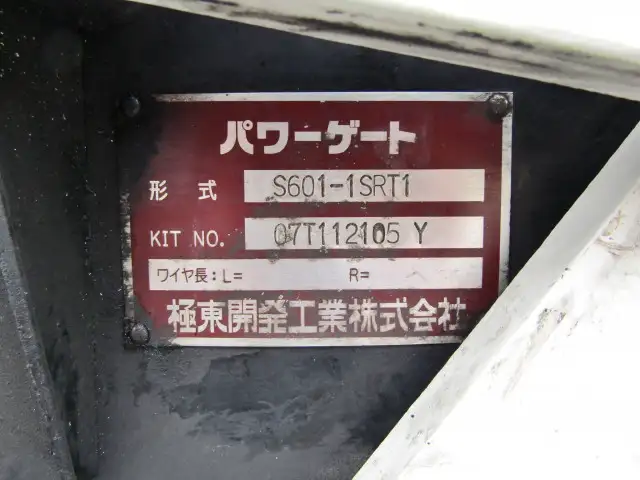 パワーゲート
形式 S601-1SRT1
KIT NO. 07T112105 Y
ワイヤ長：L= R=
極東開発工業株式会社